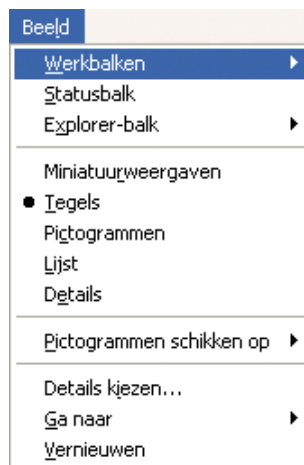 Beeld
Werkbalken
Statusbalk
Explorer-balk
Miniatuurweergaven
Tegels
Pictogrammen
Lijst
Details
Pictogrammen schikken op
Details kiezen...
Ga naar
Vernieuwen